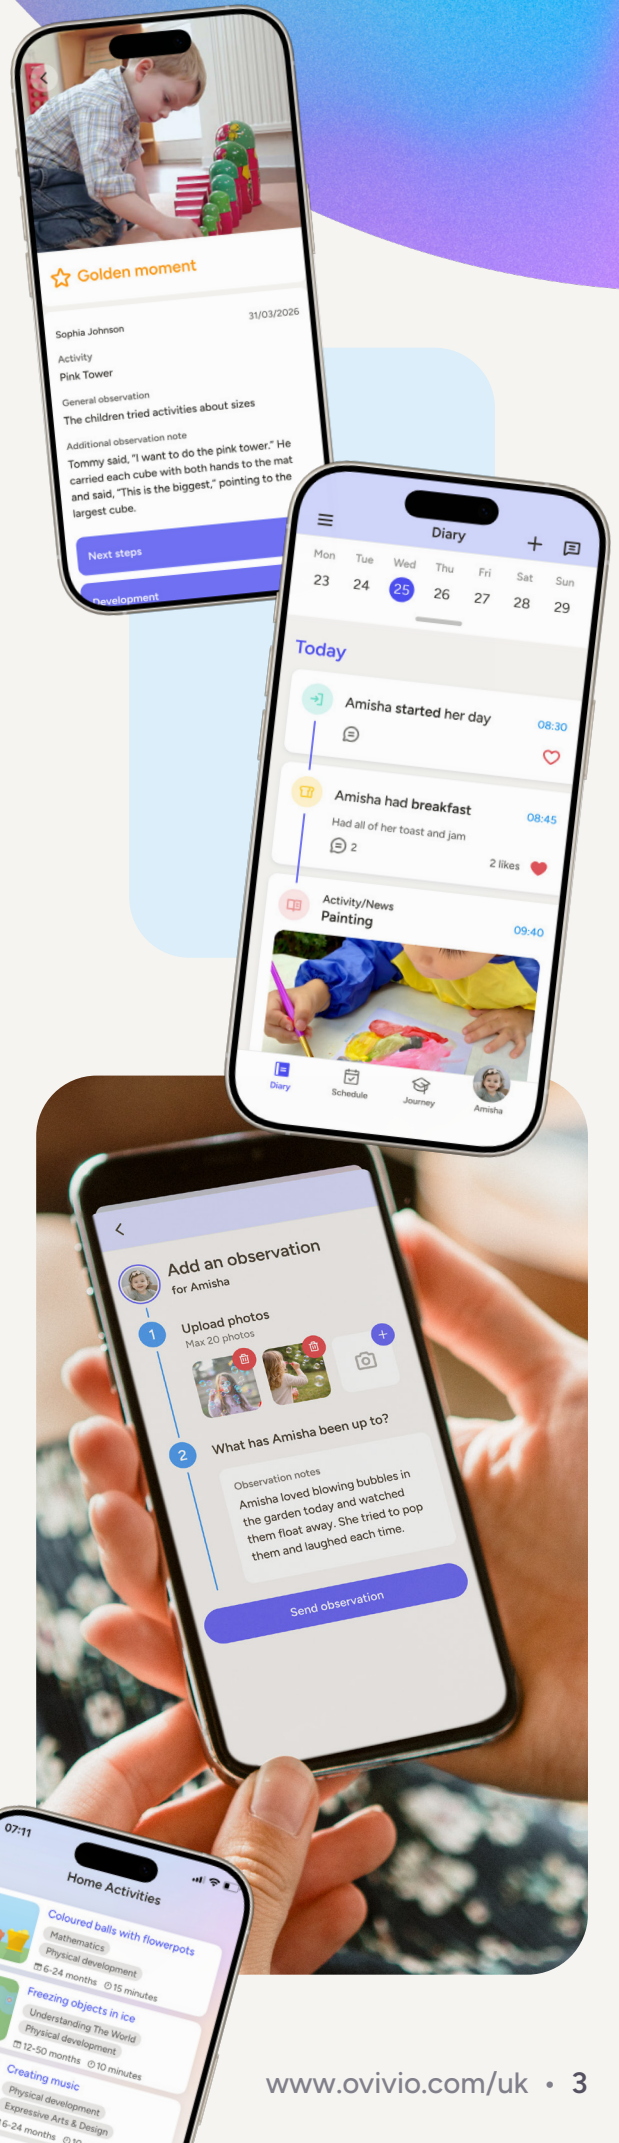 Golden moment
Sophia Johnson
31/03/2026
Activity
Pink Tower
General observation
The children tried activities about sizes
Additional observation note
Tommy said, "I want to do the pink tower." He
carried each cube with both hands to the mat
and said, "This is the biggest," pointing to the
largest cube.
Next steps
Development
Diary
Mon Tue Wed Thu Fri Sat Sun
23 24 25 26 27 28 29
Today
Amisha started her day
08:30
Amisha had breakfast
08:45
Had all of her toast and jam
2
2 likes
Activity/News
Painting
09:40
Diary
Schedule
Journey
Amisha
Add an observation
for Amisha
1
Upload photos
Max 20 photos
2
What has Amisha been up to?
Observation notes
Amisha loved blowing bubbles in
the garden today and watched
them float away. She tried to pop
them and laughed each time.
Send observation
07:11
Home Activities
Coloured balls with flowerpots
Mathematics
Physical development
6-24 months 15 minutes
Freezing objects in ice
Understanding The World
Physical development
12-50 months 10 minutes
Creating music
Physical development
Expressive Arts & Design
6-24 months
www.ovivio.com/uk • 3